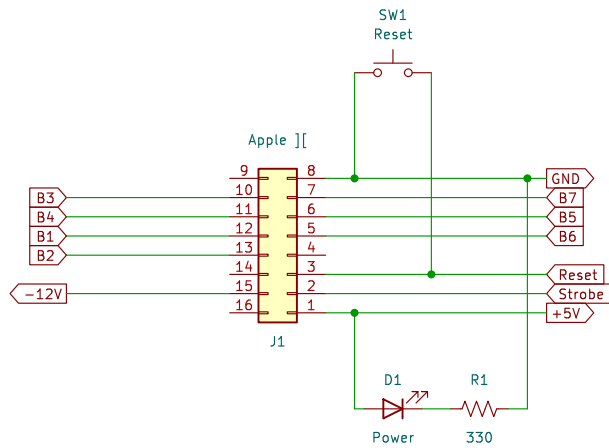 SW1
Reset
Apple ][
9 8 GND
B3 10 7 B7
B4 11 6 B5
B1 12 5 B6
B2 13 4
14 3 Reset
-12V 15 2 Strobe
16 1 +5V
J1
D1 R1
Power 330